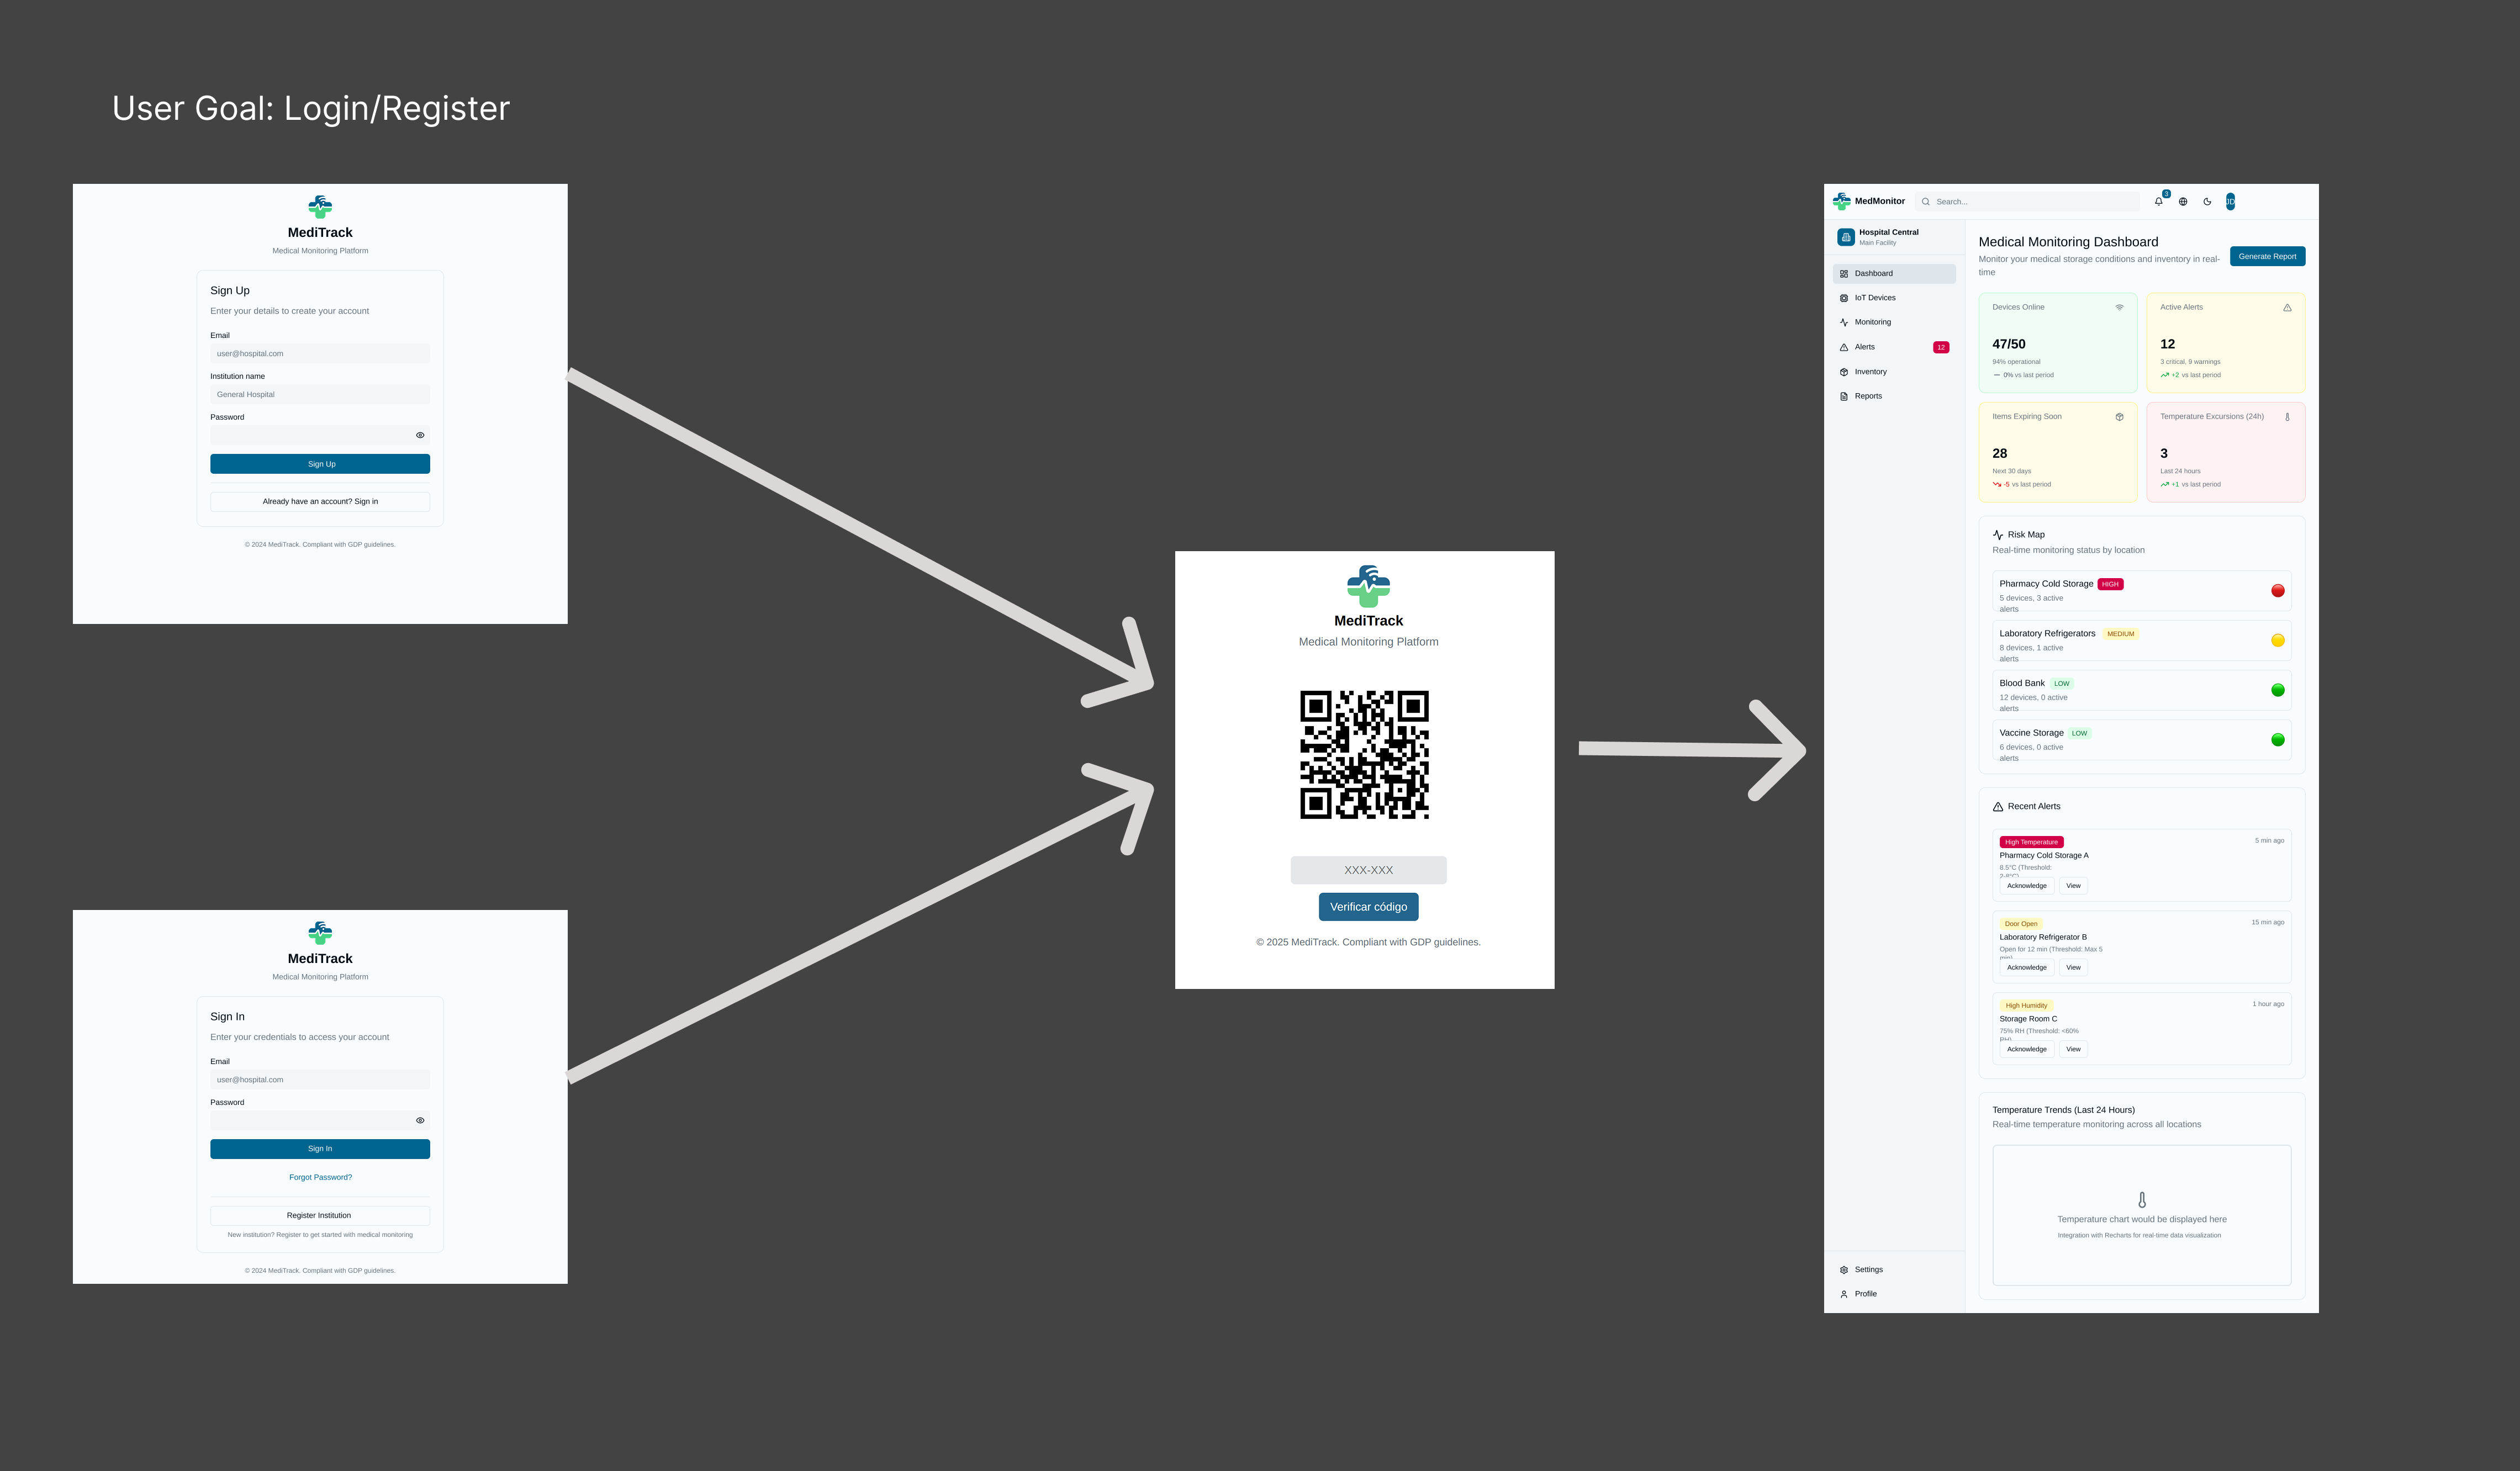 User Goal: Login/Register
MediTrack
Medical Monitoring Platform
Sign Up
Enter your details to create your account
Email
user@hospital.com
Institution name
General Hospital
Password
Sign Up
Already have an account? Sign in
© 2024 MediTrack. Compliant with GDP guidelines.
MediTrack
Medical Monitoring Platform
Sign In
Enter your credentials to access your account
Email
user@hospital.com
Password
Sign In
Forgot Password?
Register Institution
New institution? Register to get started with medical monitoring
© 2024 MediTrack. Compliant with GDP guidelines.
MediTrack
Medical Monitoring Platform
XXX-XXX
Verificar código
© 2025 MediTrack. Compliant with GDP guidelines.
MedMonitor
Search...
3
JD
Hospital Central
Main Facility
Dashboard
IoT Devices
Monitoring
Alerts 12
Inventory
Reports
Settings
Profile
Medical Monitoring Dashboard
Monitor your medical storage conditions and inventory in real-
time
Generate Report
Devices Online
47/50
94% operational
0% vs last period
Active Alerts
12
3 critical, 9 warnings
+2 vs last period
Items Expiring Soon
28
Next 30 days
-5 vs last period
Temperature Excursions (24h)
3
Last 24 hours
+1 vs last period
Risk Map
Real-time monitoring status by location
Pharmacy Cold Storage HIGH
5 devices, 3 active
alerts
Laboratory Refrigerators MEDIUM
8 devices, 1 active
alerts
Blood Bank LOW
12 devices, 0 active
alerts
Vaccine Storage LOW
6 devices, 0 active
alerts
Recent Alerts
High Temperature 5 min ago
Pharmacy Cold Storage A
8.5°C (Threshold:
2-8°C)
Acknowledge View
Door Open 15 min ago
Laboratory Refrigerator B
Open for 12 min (Threshold: Max 5
min)
Acknowledge View
High Humidity 1 hour ago
Storage Room C
75% RH (Threshold: <60%
RH)
Acknowledge View
Temperature Trends (Last 24 Hours)
Real-time temperature monitoring across all locations
Temperature chart would be displayed here
Integration with Recharts for real-time data visualization